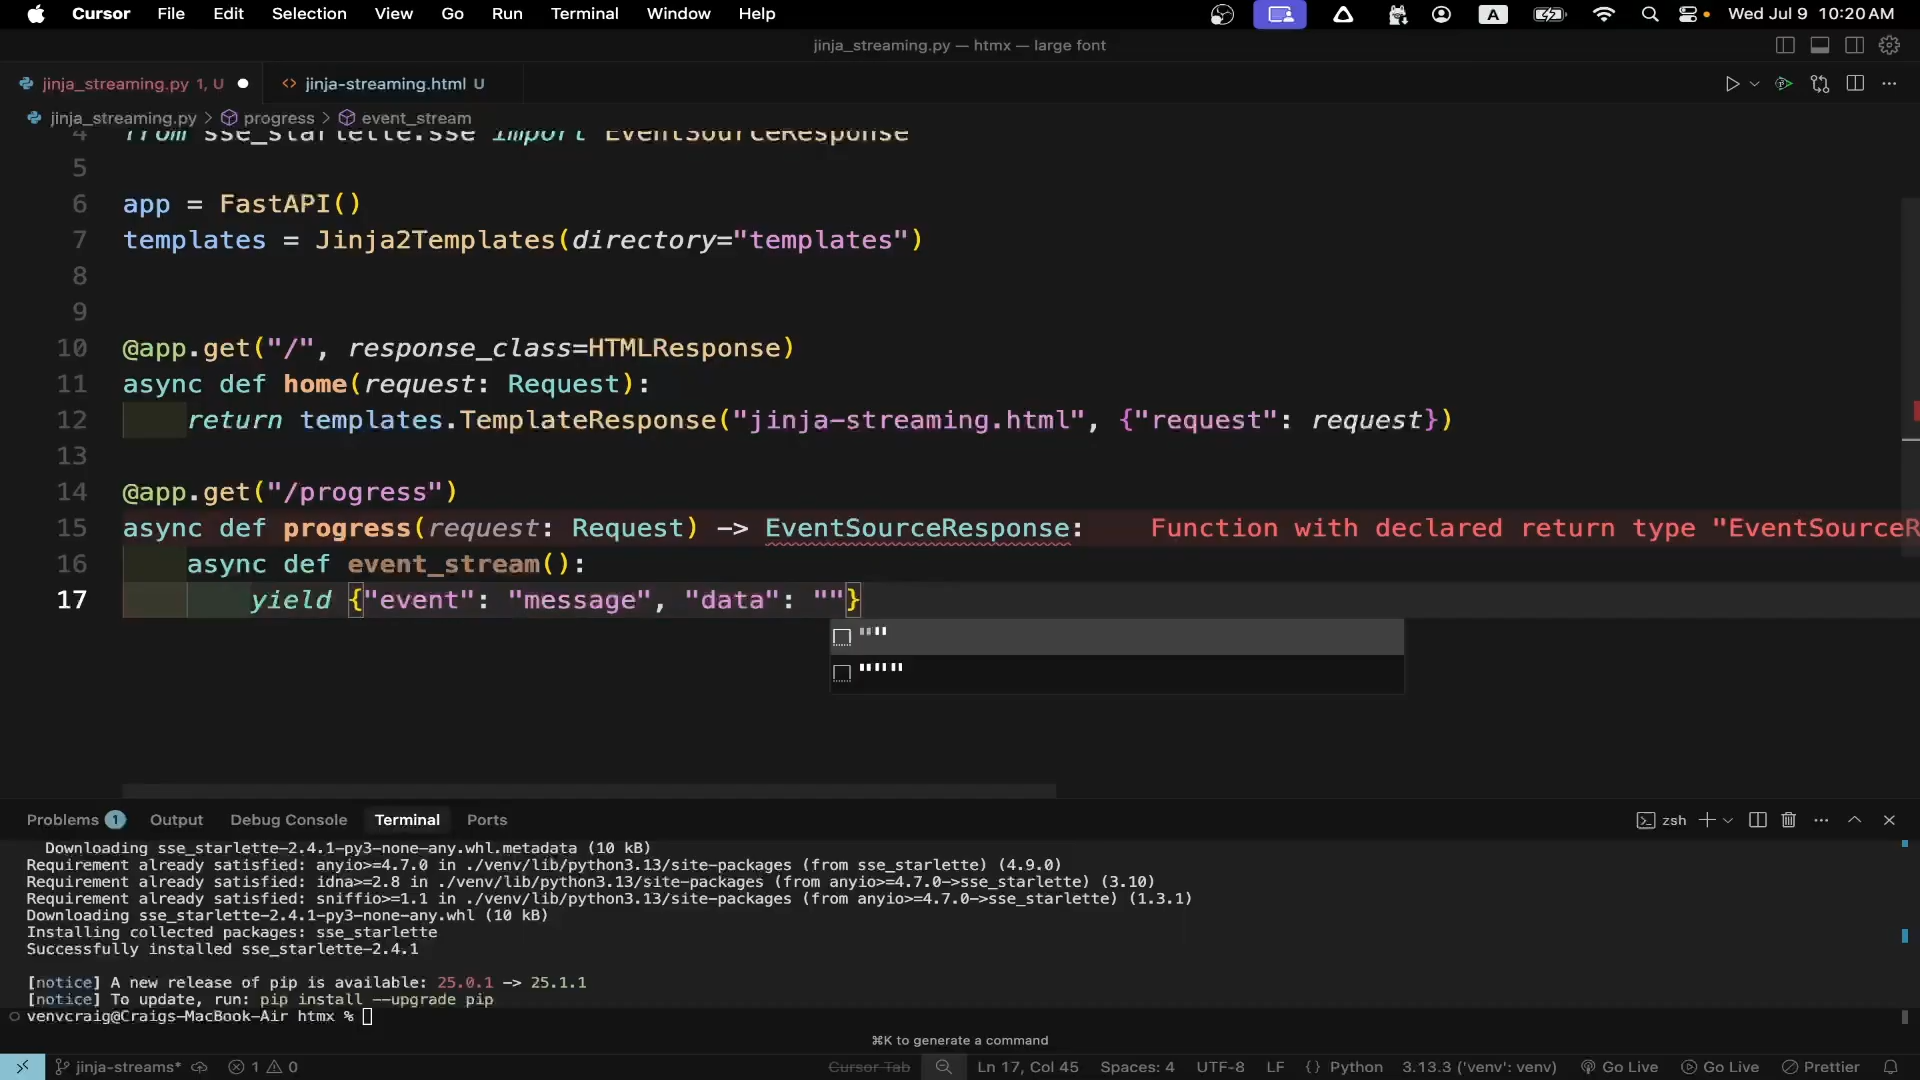 Cursor File Edit Selection View Go Run Terminal Window Help A Wed Jul 9 10:20 AM
jinja_streaming.py — htmx — large font
jinja_streaming.py 1, U jinja-streaming.html U
jinja_streaming.py > progress > event_stream
4 from sse_starlette.sse import EventSourceResponse
5
6 app = FastAPI()
7 templates = Jinja2Templates(directory="templates")
8
9
10 @app.get("/", response_class=HTMLResponse)
11 async def home(request: Request):
12 return templates.TemplateResponse("jinja-streaming.html", {"request": request})
13
14 @app.get("/progress")
15 async def progress(request: Request) -> EventSourceResponse: Function with declared return type "EventSourceR
16 async def event_stream():
17 yield {"event": "message", "data": ""}
"""
""""
Problems 1 Output Debug Console Terminal Ports zsh
Downloading sse_starlette-2.4.1-py3-none-any.whl.metadata (10 kB)
Requirement already satisfied: anyio>=4.7.0 in ./venv/lib/python3.13/site-packages (from sse_starlette) (4.9.0)
Requirement already satisfied: idna>=2.8 in ./venv/lib/python3.13/site-packages (from anyio>=4.7.0->sse_starlette) (3.10)
Requirement already satisfied: sniffio>=1.1 in ./venv/lib/python3.13/site-packages (from anyio>=4.7.0->sse_starlette) (1.3.1)
Downloading sse_starlette-2.4.1-py3-none-any.whl (10 kB)
Installing collected packages: sse_starlette
Successfully installed sse_starlette-2.4.1
[notice] A new release of pip is available: 25.0.1 -> 25.1.1
[notice] To update, run: pip install --upgrade pip
venvcraig@Craigs-MacBook-Air htmx %
⌘K to generate a command
jinja-streams* 1 0 Cursor Tab Ln 17, Col 45 Spaces: 4 UTF-8 LF {} Python 3.13.3 ('venv': venv) Go Live Go Live Prettier